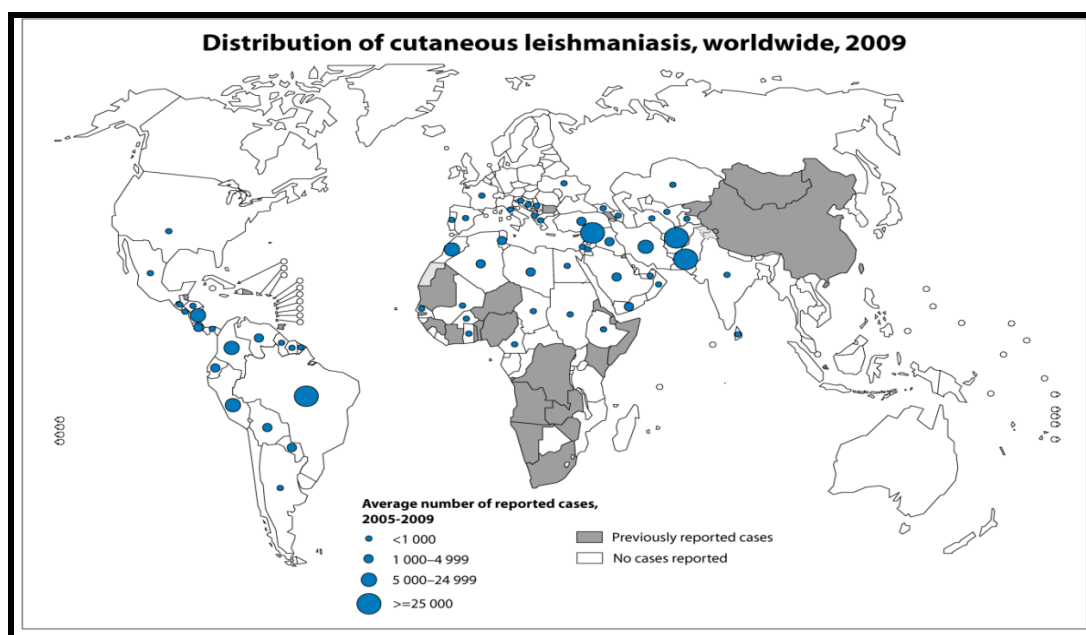 Distribution of cutaneous leishmaniasis, worldwide, 2009
Average number of reported cases,
2005-2009
<1 000
1 000–4 999
5 000–24 999
>=25 000
Previously reported cases
No cases reported